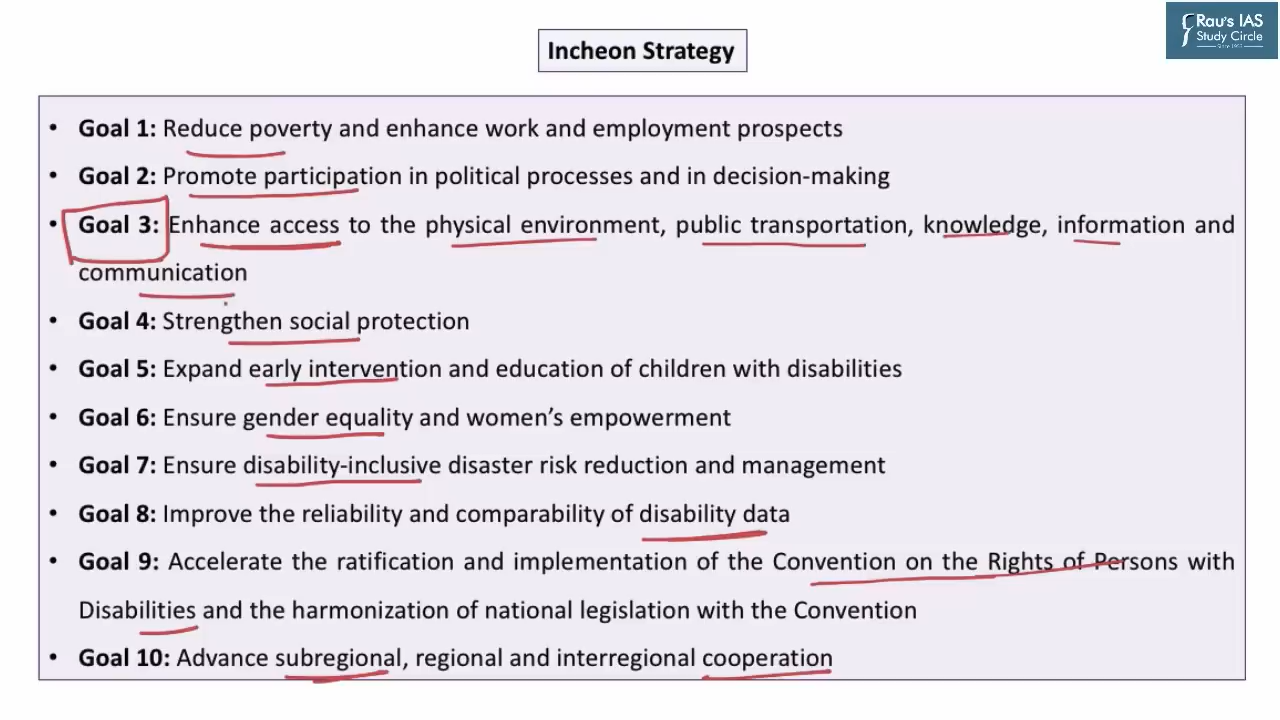 Rau's IAS
Study Circle
Since 1953
Incheon Strategy
• Goal 1: Reduce poverty and enhance work and employment prospects
• Goal 2: Promote participation in political processes and in decision-making
• Goal 3: Enhance access to the physical environment, public transportation, knowledge, information and
communication
• Goal 4: Strengthen social protection
• Goal 5: Expand early intervention and education of children with disabilities
• Goal 6: Ensure gender equality and women’s empowerment
• Goal 7: Ensure disability-inclusive disaster risk reduction and management
• Goal 8: Improve the reliability and comparability of disability data
• Goal 9: Accelerate the ratification and implementation of the Convention on the Rights of Persons with
Disabilities and the harmonization of national legislation with the Convention
• Goal 10: Advance subregional, regional and interregional cooperation